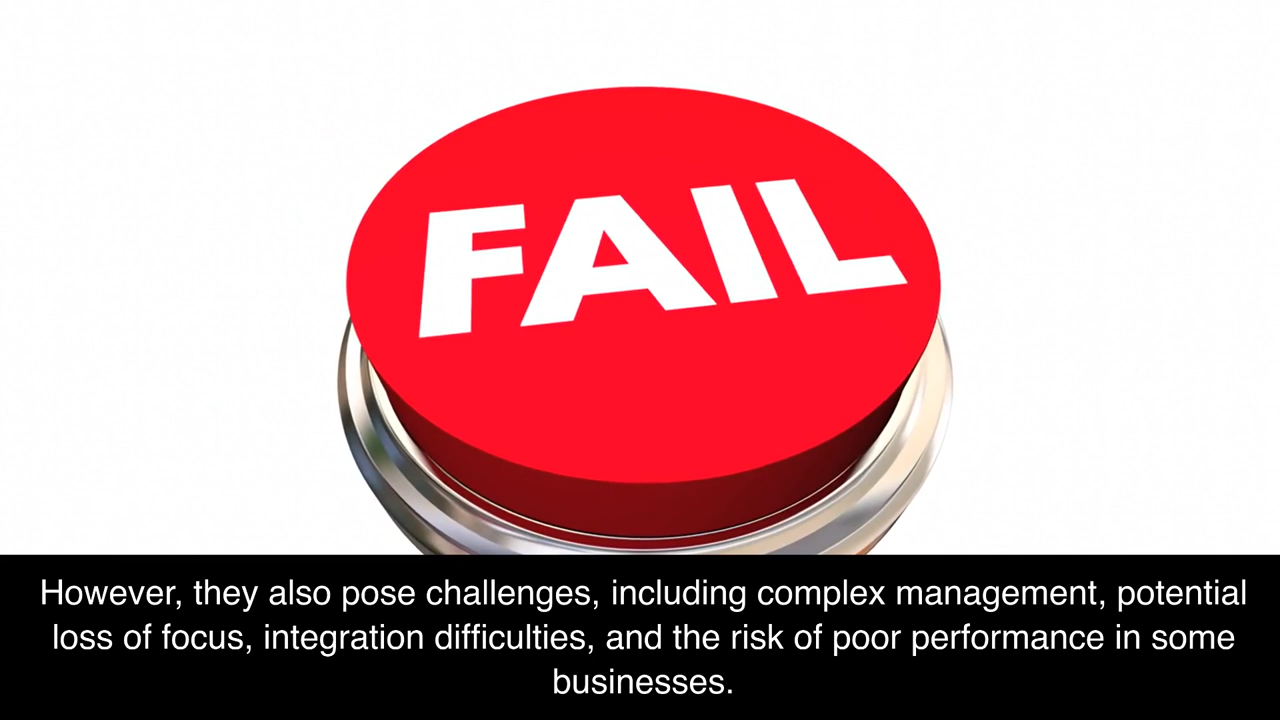 FAIL
However, they also pose challenges, including complex management, potential
loss of focus, integration difficulties, and the risk of poor performance in some
businesses.